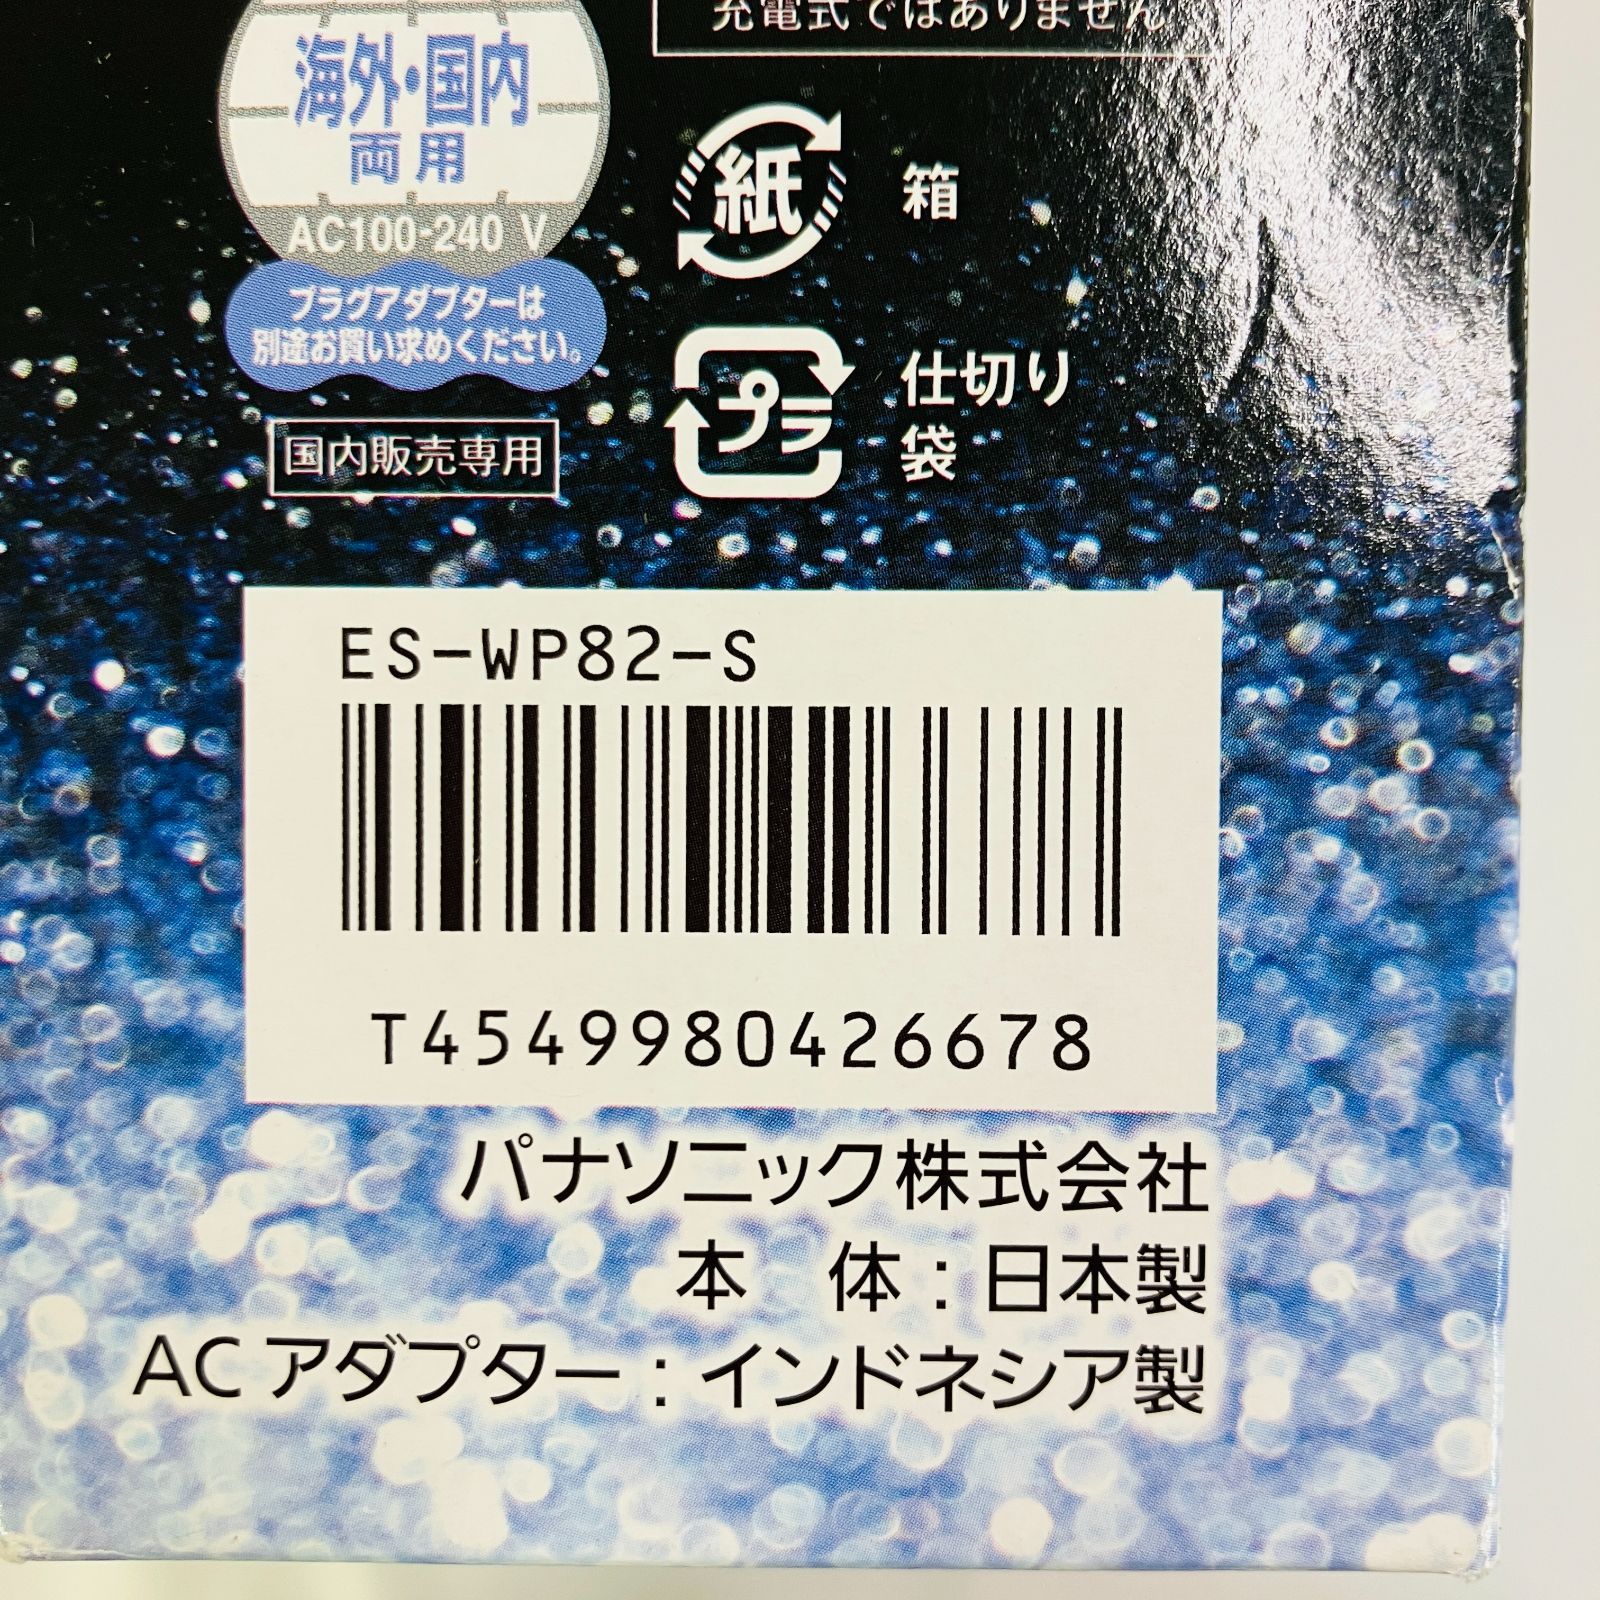 充電式ではありません
海外・国内
両用
AC100-240 V
プラグアダプターは
別途お買い求めください。
国内販売専用
紙
箱
プラ
仕切り
袋
ES-WP82-S
T4549980426678
パナソニック株式会社
本　体：日本製
ACアダプター：インドネシア製